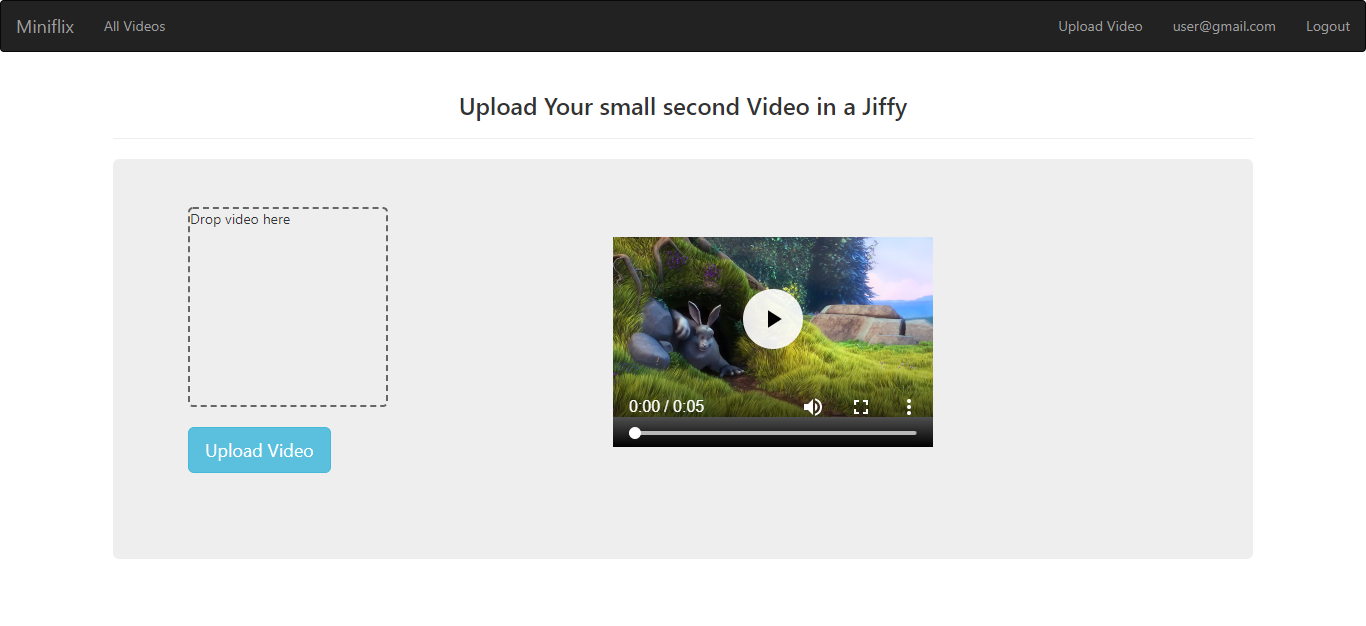 Miniflix All Videos Upload Video user@gmail.com Logout
Upload Your small second Video in a Jiffy
Drop video here
0:00 / 0:05
Upload Video